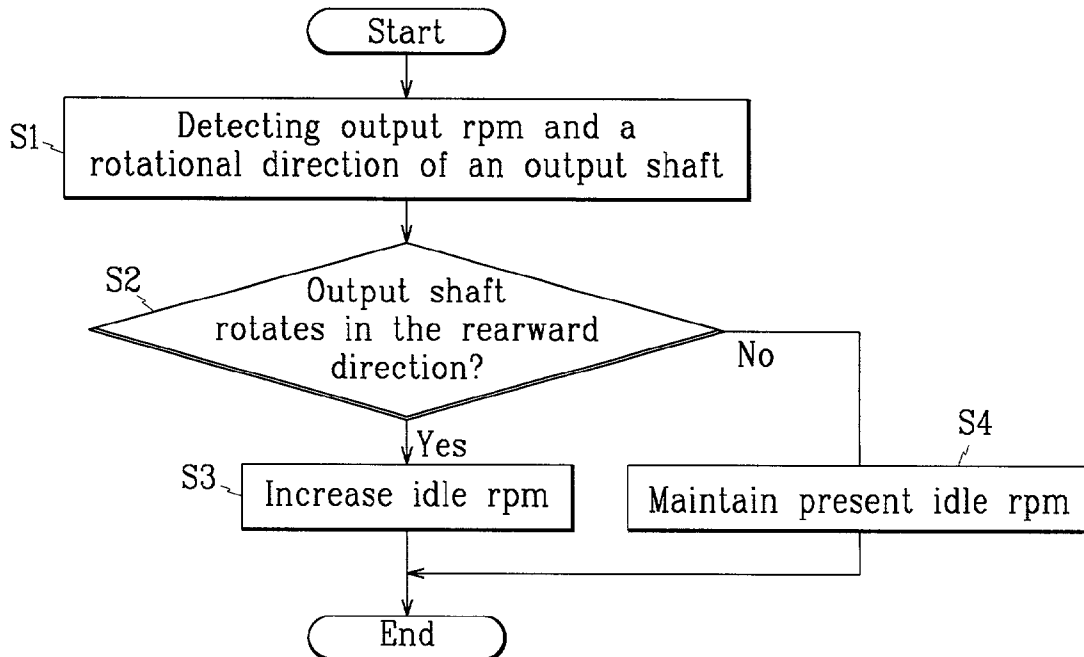 Start
S1
Detecting output rpm and a
rotational direction of an output shaft
S2
Output shaft
rotates in the rearward
direction?
No
Yes
S3
Increase idle rpm
S4
Maintain present idle rpm
End